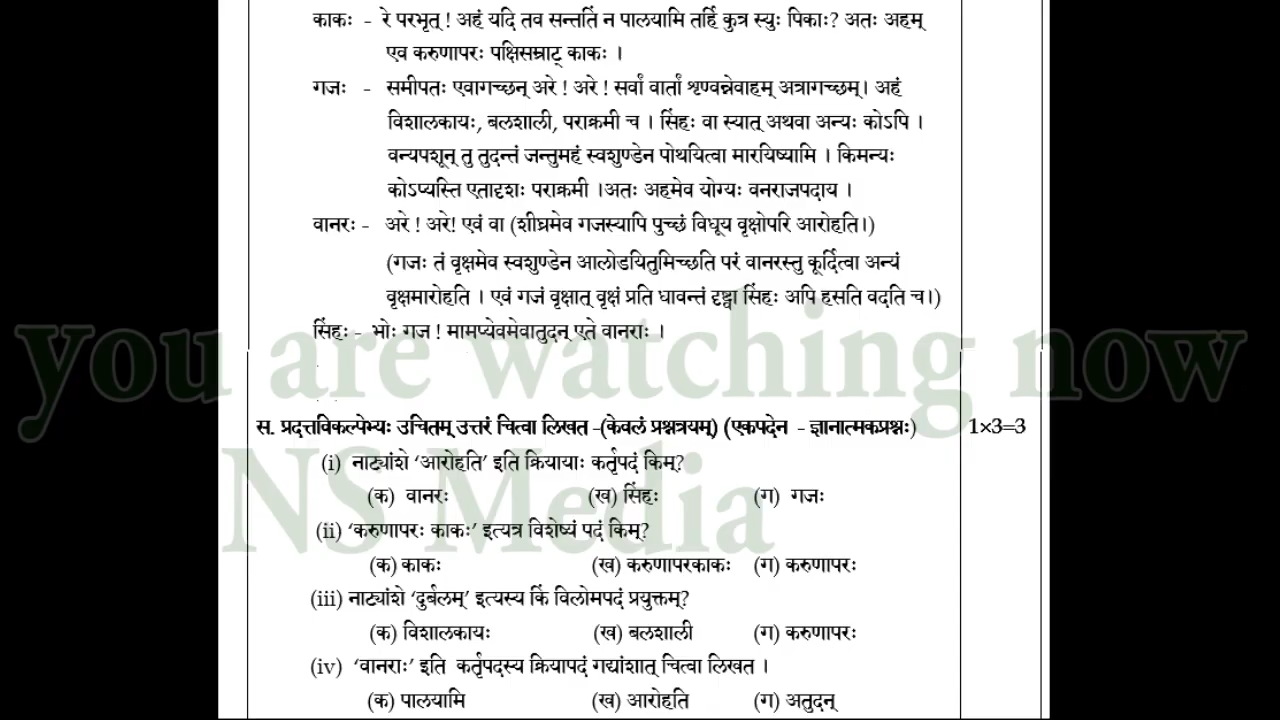 काकः - रे परभृत् ! अहं यदि तव सन्ततिं न पालयामि तर्हि कुत्र स्युः पिकाः? अतः अहम्
एव करुणापरः पक्षिसम्राट् काकः ।
गजः - समीपतः एवागच्छन् अरे ! अरे ! सर्वां वार्तां शृण्वन्नेवाहम् अत्रागच्छम्। अहं
विशालकायः, बलशाली, पराक्रमी च । सिंहः वा स्यात् अथवा अन्यः कोऽपि ।
वन्यपशून् तु तुदन्तं जन्तुमहं स्वशुण्डेन पोथयित्वा मारयिष्यामि । किमन्यः
कोऽप्यस्ति एतादृशः पराक्रमी ।अतः अहमेव योग्यः वनराजपदाय ।
वानरः - अरे ! अरे! एवं वा (शीघ्रमेव गजस्यापि पुच्छं विधूय वृक्षोपरि आरोहति।)
(गजः तं वृक्षमेव स्वशुण्डेन आलोडयितुमिच्छति परं वानरस्तु कूर्दित्वा अन्यं
वृक्षमारोहति । एवं गजं वृक्षात् वृक्षं प्रति धावन्तं दृष्ट्वा सिंहः अपि हसति वदति च।)
सिंहः - भोः गज ! मामप्येवमेवातुदन् एते वानराः ।
you are watching now
स. प्रदत्तविकल्पेभ्यः उचितम् उत्तरं चित्वा लिखत -(केवलं प्रश्नत्रयम्) (एकपदेन - ज्ञानात्मकप्रश्नः) 1×3=3
(i) नाट्यांशे ‘आरोहति’ इति क्रियायाः कर्तृपदं किम्?
(क) वानरः (ख) सिंहः (ग) गजः
NS Media
(ii) ‘करुणापरः काकः’ इत्यत्र विशेष्यं पदं किम्?
(क) काकः (ख) करुणापरकाकः (ग) करुणापरः
(iii) नाट्यांशे ‘दुर्बलम्’ इत्यस्य किं विलोमपदं प्रयुक्तम्?
(क) विशालकायः (ख) बलशाली (ग) करुणापरः
(iv) ‘वानराः’ इति कर्तृपदस्य क्रियापदं गद्यांशात् चित्वा लिखत ।
(क) पालयामि (ख) आरोहति (ग) अतुदन्